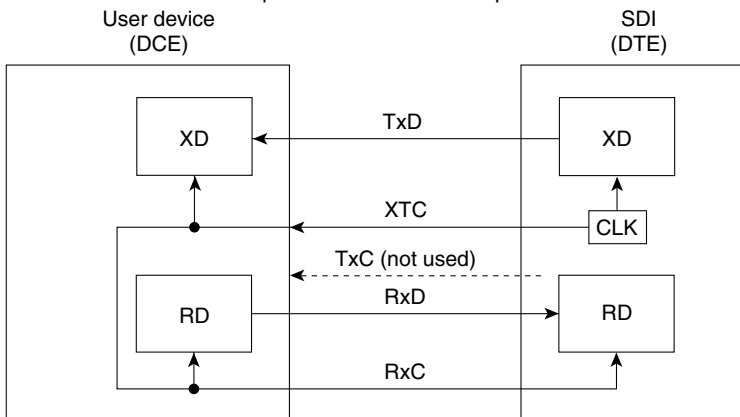 User device
(DCE)
SDI
(DTE)
XD
TxD
XD
XTC
CLK
TxC (not used)
RxD
RD
RD
RxC